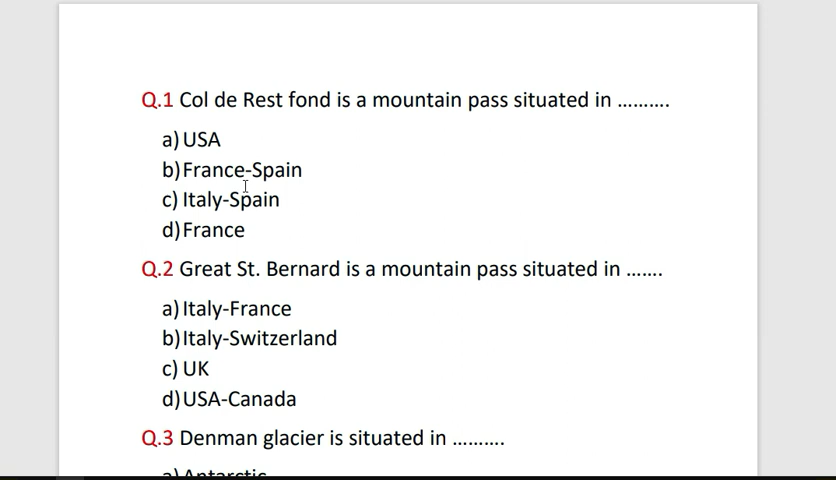 Q.1 Col de Rest fond is a mountain pass situated in ..........
a) USA
b) France-Spain
c) Italy-Spain
d) France
Q.2 Great St. Bernard is a mountain pass situated in .......
a) Italy-France
b) Italy-Switzerland
c) UK
d) USA-Canada
Q.3 Denman glacier is situated in ..........
a) Antarctic